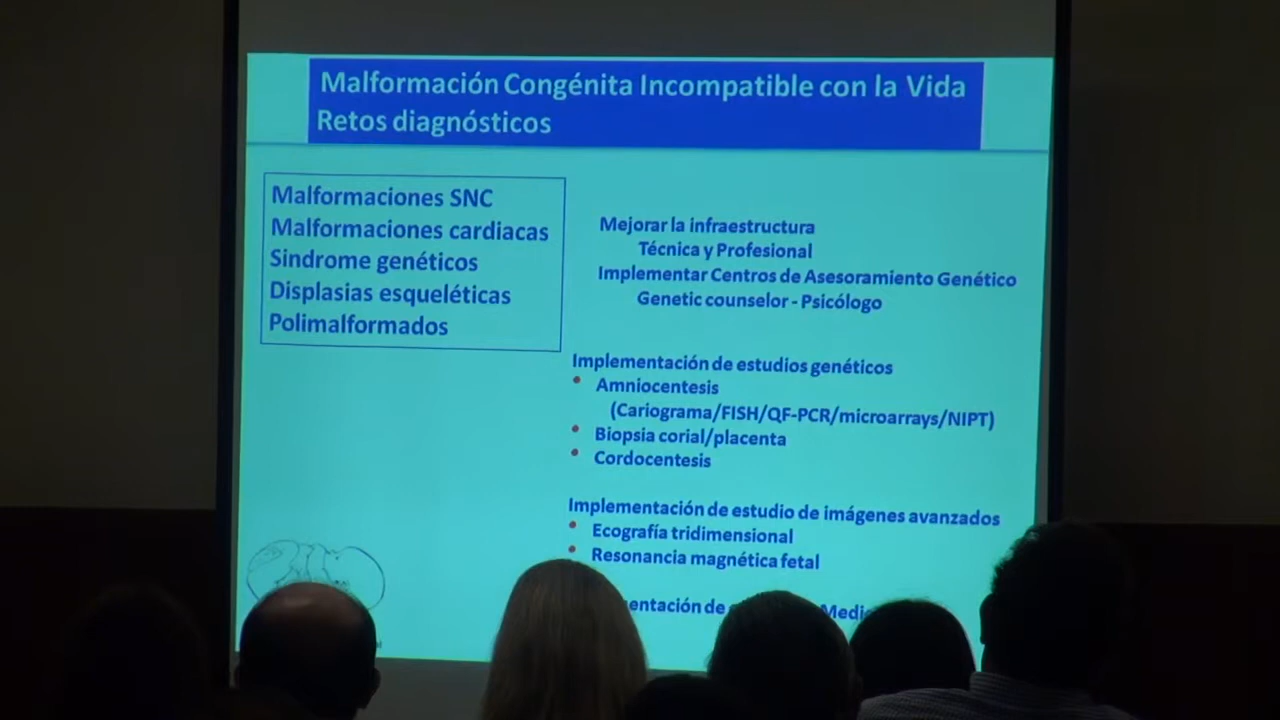 Malformación Congénita Incompatible con la Vida
Retos diagnósticos
Malformaciones SNC
Malformaciones cardiacas
Sindrome genéticos
Displasias esqueléticas
Polimalformados
Mejorar la infraestructura
Técnica y Profesional
Implementar Centros de Asesoramiento Genético
Genetic counselor - Psicólogo
Implementación de estudios genéticos
• Amniocentesis
(Cariograma/FISH/QF-PCR/microarrays/NIPT)
• Biopsia corial/placenta
• Cordocentesis
Implementación de estudio de imágenes avanzados
• Ecografía tridimensional
• Resonancia magnética fetal
de